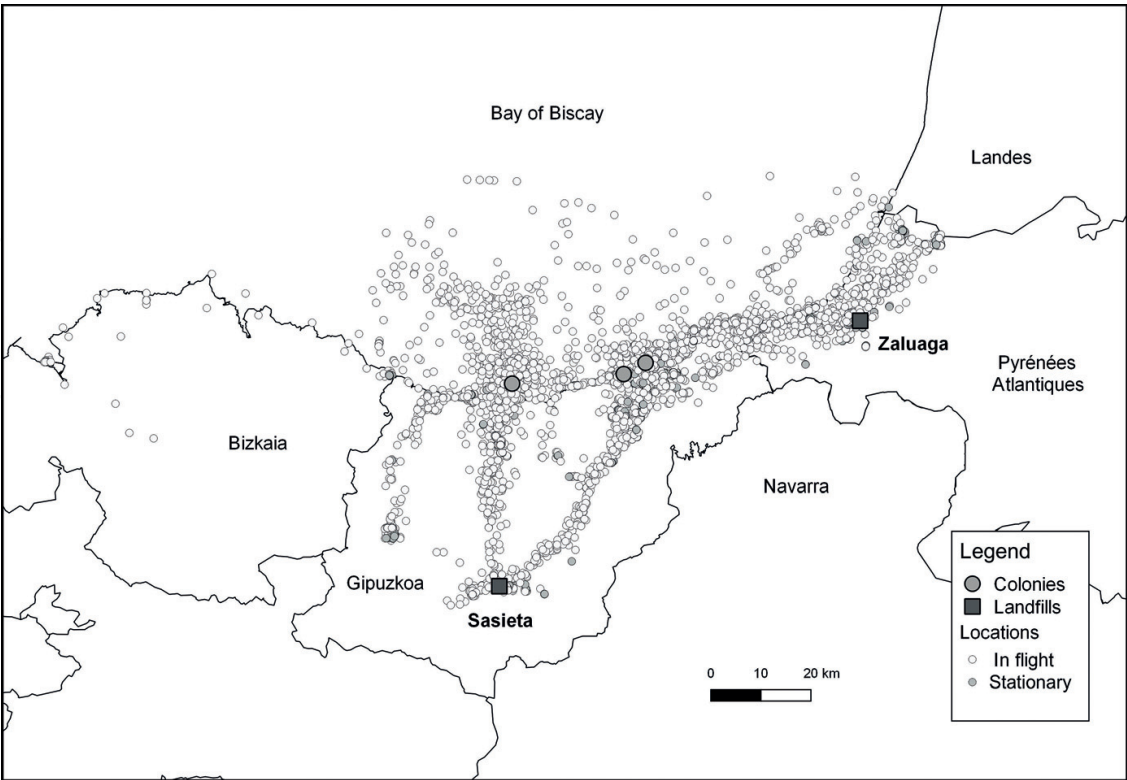 Bay of Biscay
Landes
Zaluaga
Pyrénées
Atlantiques
Bizkaia
Navarra
Gipuzkoa
Sasieta
Legend
Colonies
Landfills
Locations
In flight
Stationary
0 10 20 km